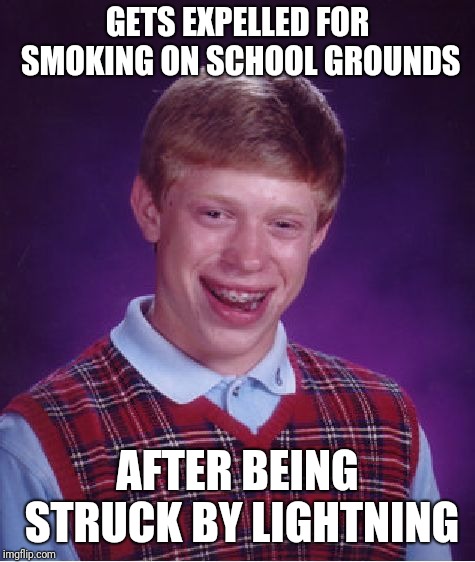 GETS EXPELLED FOR
SMOKING ON SCHOOL GROUNDS
AFTER BEING
STRUCK BY LIGHTNING
imgflip.com